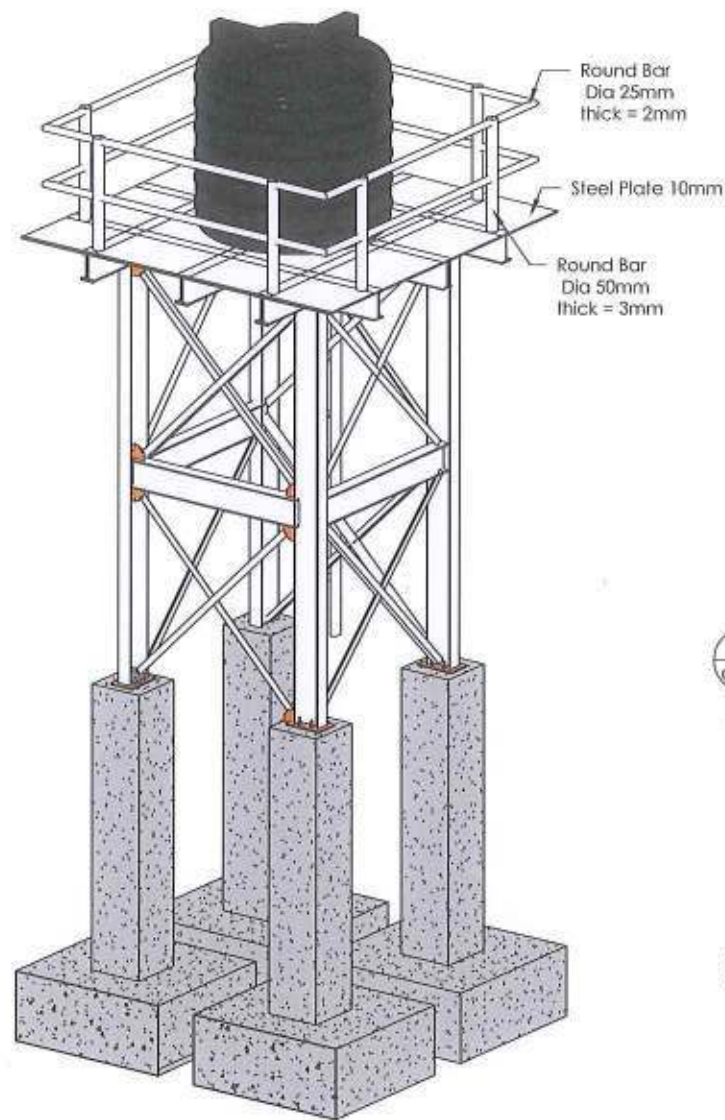 Round Bar
Dia 25mm
thick = 2mm
Steel Plate 10mm
Round Bar
Dia 50mm
thick = 3mm